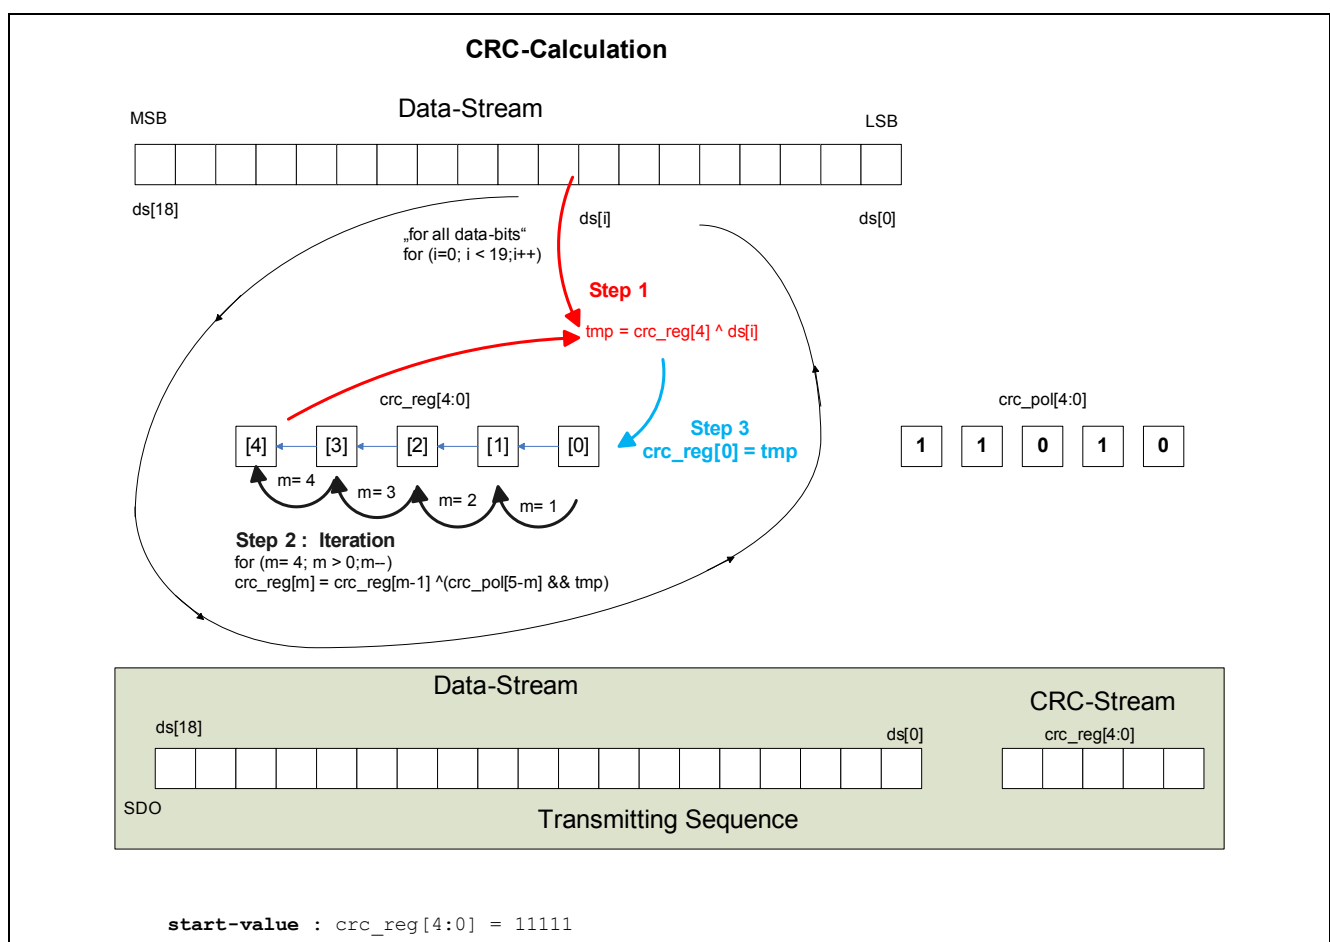 CRC-Calculation
Data-Stream
MSB
LSB
ds[18]
ds[i]
ds[0]
„for all data-bits“
for (i=0; i < 19;i++)
Step 1
tmp = crc_reg[4] ^ ds[i]
crc_reg[4:0]
crc_pol[4:0]
Step 3
crc_reg[0] = tmp
[4] [3] [2] [1] [0]
1 1 0 1 0
m= 4
m= 3
m= 2
m= 1
Step 2 : Iteration
for (m= 4; m > 0;m--)
crc_reg[m] = crc_reg[m-1] ^(crc_pol[5-m] && tmp)
Data-Stream
CRC-Stream
ds[18]
ds[0]
crc_reg[4:0]
SDO
Transmitting Sequence
start-value : crc_reg[4:0] = 11111